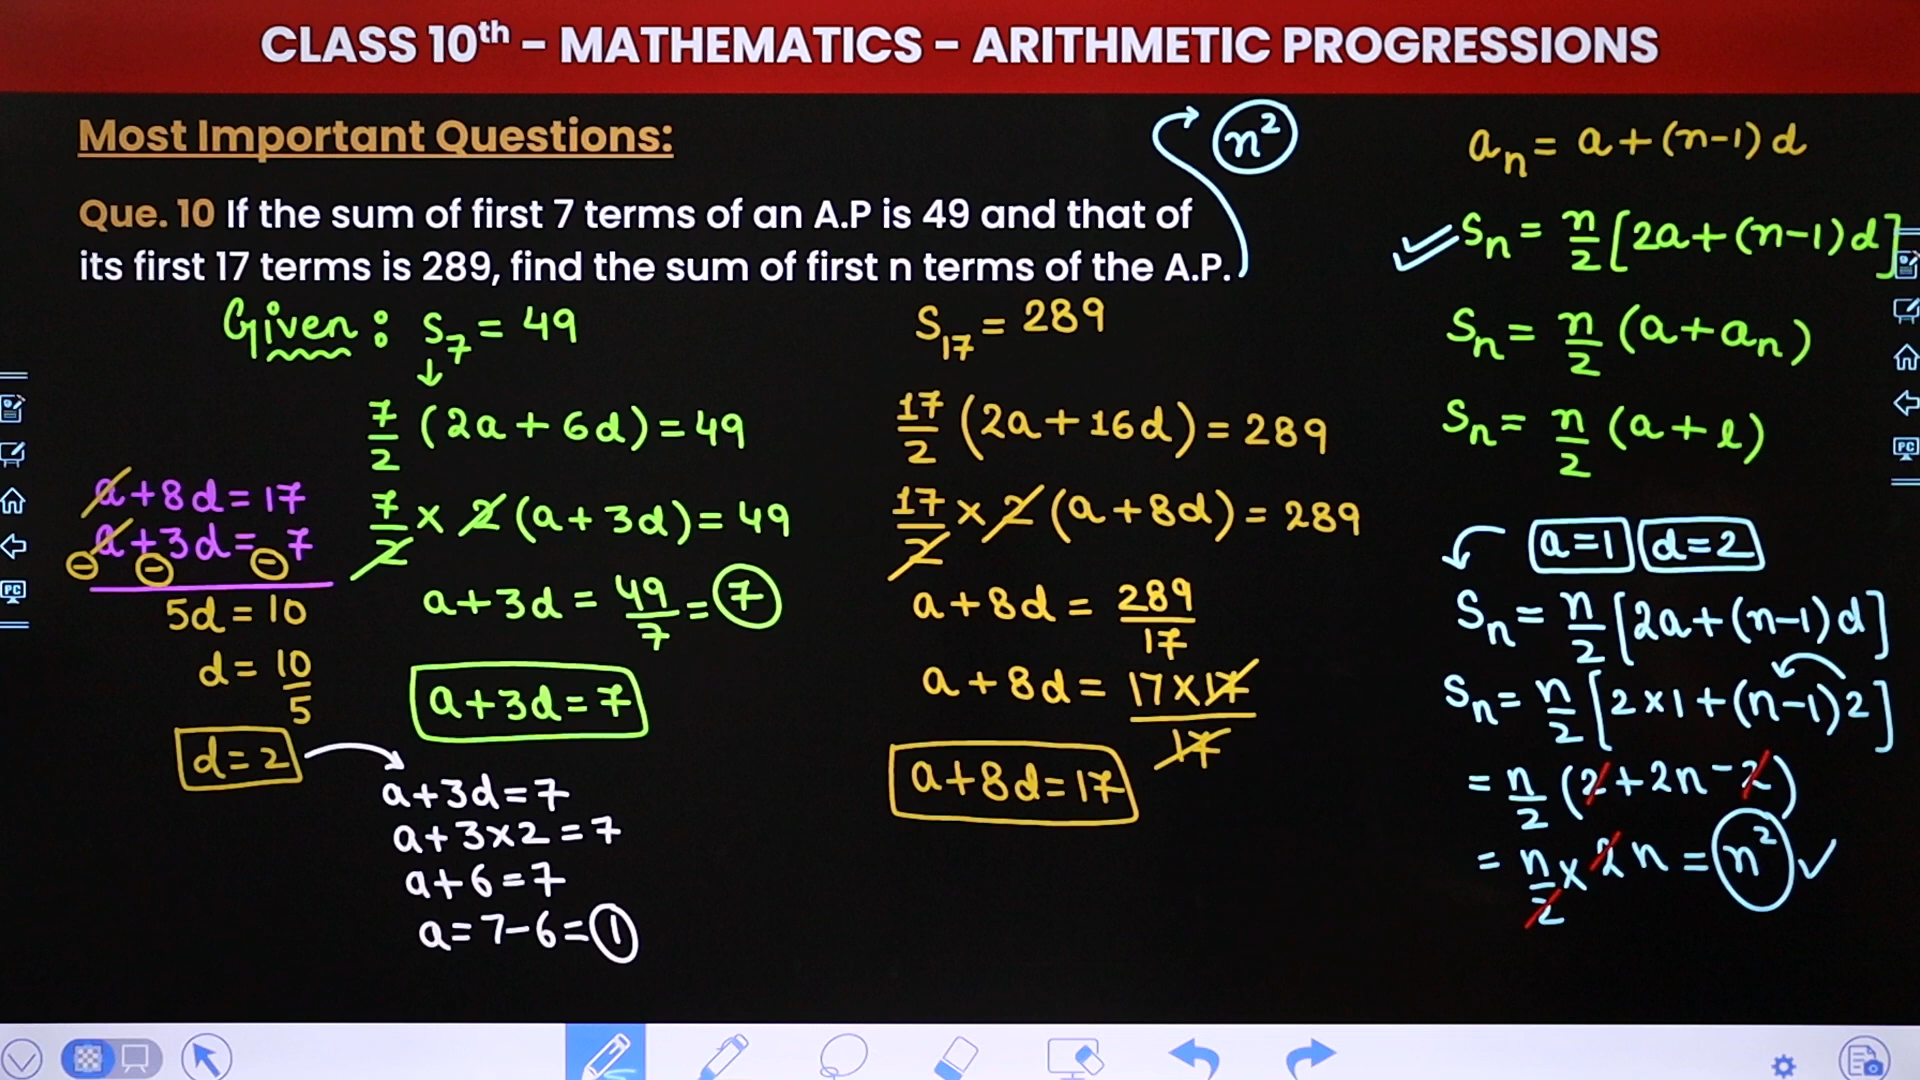 CLASS 10th - MATHEMATICS - ARITHMETIC PROGRESSIONS
Most Important Questions:
n²
Que. 10 If the sum of first 7 terms of an A.P is 49 and that of
its first 17 terms is 289, find the sum of first n terms of the A.P.
Given : S₇ = 49
7/2 (2a + 6d) = 49
7/2 × 2 (a + 3d) = 49
a + 3d = 49/7 = 7
a + 3d = 7
a + 8d = 17
a + 3d = 7
5d = 10
d = 10/5
d = 2
a + 3d = 7
a + 3×2 = 7
a + 6 = 7
a = 7 - 6 = 1
S₁₇ = 289
17/2 (2a + 16d) = 289
17/2 × 2 (a + 8d) = 289
a + 8d = 289/17
a + 8d = 17×17/17
a + 8d = 17
aₙ = a + (n-1) d
Sₙ = n/2 [2a + (n-1) d]
Sₙ = n/2 (a + aₙ)
Sₙ = n/2 (a + l)
a = 1 d = 2
Sₙ = n/2 [2a + (n-1) d]
Sₙ = n/2 [2×1 + (n-1) 2]
= n/2 (2 + 2n - 2)
= n/2 × 2n = n²
PC
PC